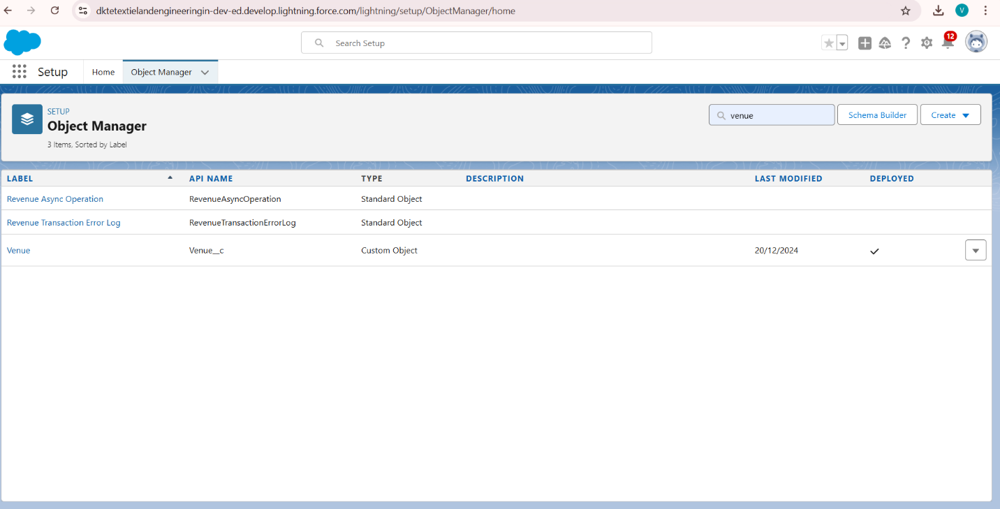 dktetextielandengineeringin-dev-ed.develop.lightning.force.com/lightning/setup/ObjectManager/home
V
Search Setup
12
Setup Home Object Manager
SETUP
Object Manager
3 Items, Sorted by Label
venue
Schema Builder
Create
LABEL API NAME TYPE DESCRIPTION LAST MODIFIED DEPLOYED
Revenue Async Operation RevenueAsyncOperation Standard Object
Revenue Transaction Error Log RevenueTransactionErrorLog Standard Object
Venue Venue__c Custom Object 20/12/2024